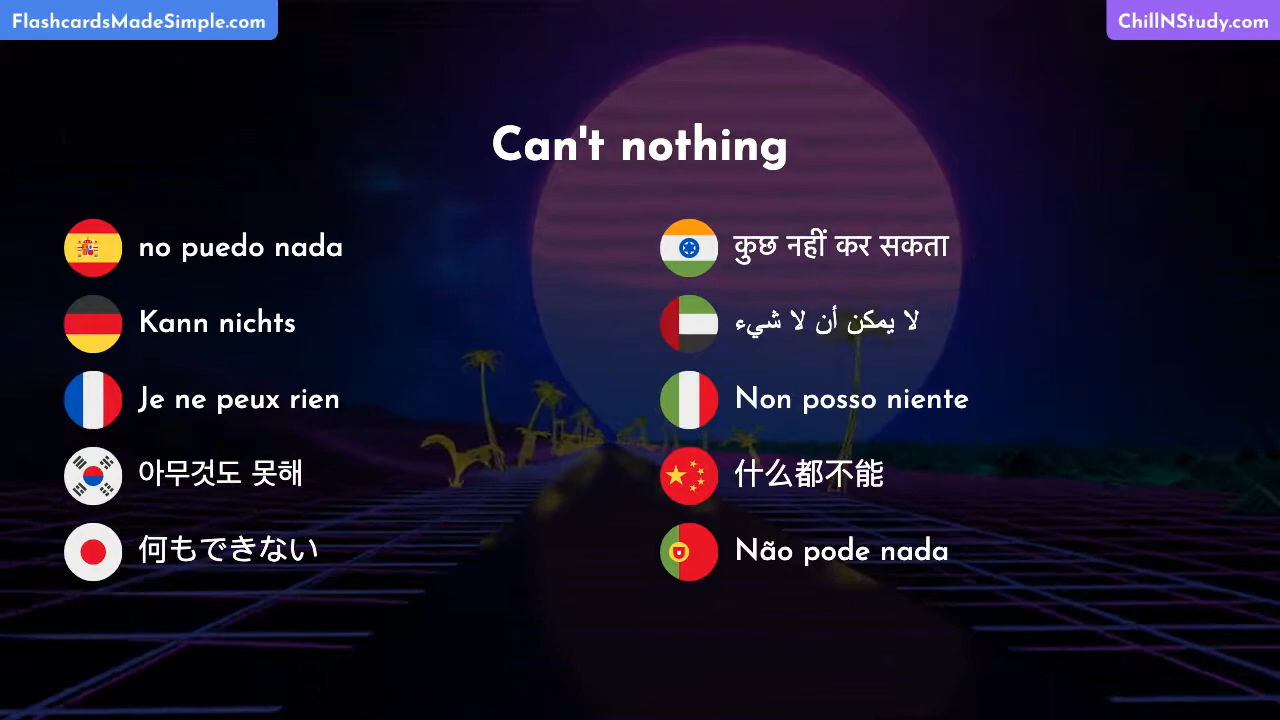 FlashcardsMadeSimple.com
ChillNStudy.com
Can't nothing
no puedo nada
Kann nichts
Je ne peux rien
아무것도 못해
何もできない
कुछ नहीं कर सकता
لا يمكن أن لا شيء
Non posso niente
什么都不能
Não pode nada